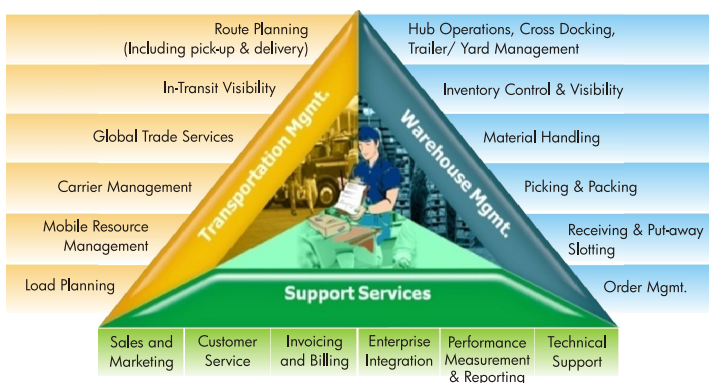 Route Planning
(Including pick-up & delivery)
In-Transit Visibility
Global Trade Services
Carrier Management
Mobile Resource
Management
Load Planning
Transportation Mgmt.
Warehouse Mgmt.
Support Services
Hub Operations, Cross Docking,
Trailer/ Yard Management
Inventory Control & Visibility
Material Handling
Picking & Packing
Receiving & Put-away
Slotting
Order Mgmt.
Sales and
Marketing
Customer
Service
Invoicing
and Billing
Enterprise
Integration
Performance
Measurement
& Reporting
Technical
Support